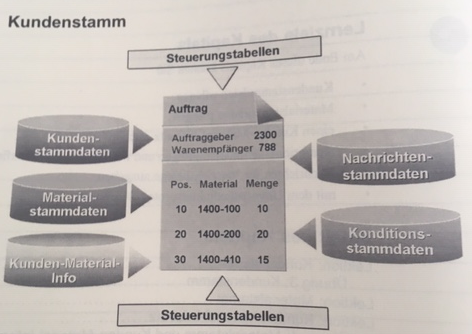 Kundenstamm
Steuerungstabellen
Auftrag
Auftraggeber 2300
Warenempfänger 788
Pos. Material Menge
10 1400-100 10
20 1400-200 20
30 1400-410 15
Kunden-
stammdaten
Material-
stammdaten
Kunden-Material-
Info
Nachrichten-
stammdaten
Konditions-
stammdaten
Steuerungstabellen